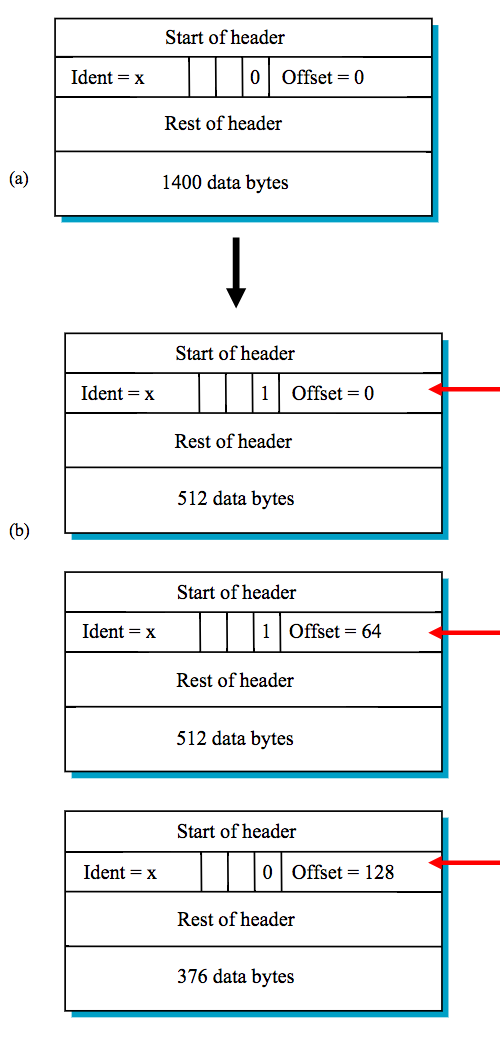 Start of header
Ident = x 0 Offset = 0
Rest of header
(a)
1400 data bytes
Start of header
Ident = x 1 Offset = 0
Rest of header
512 data bytes
(b)
Start of header
Ident = x 1 Offset = 64
Rest of header
512 data bytes
Start of header
Ident = x 0 Offset = 128
Rest of header
376 data bytes